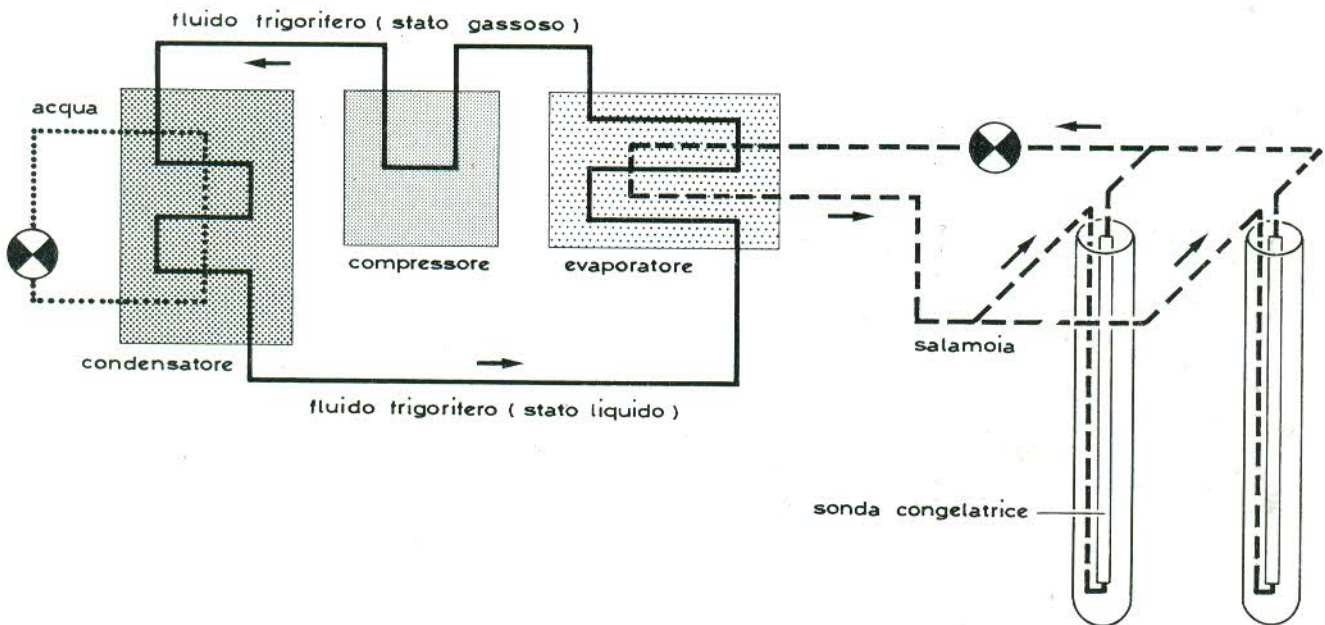 fluido frigorifero ( stato gassoso )
acqua
compressore
evaporatore
condensatore
salamoia
fluido frigorifero ( stato liquido )
sonda congelatrice